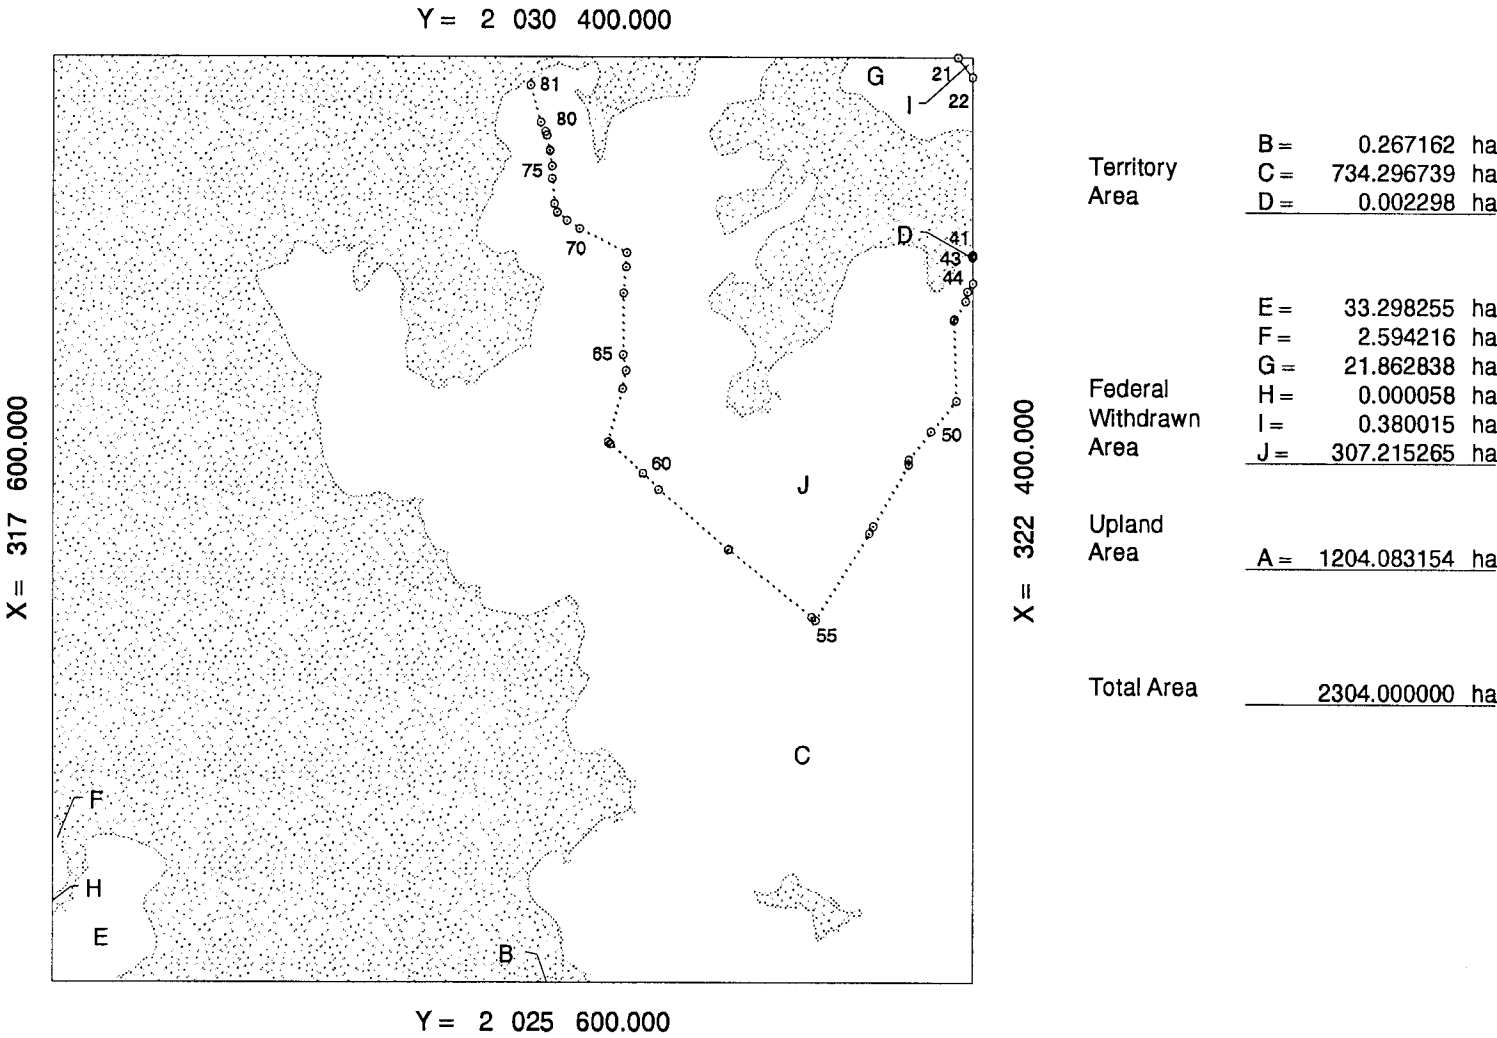 Y = 2 030 400.000
81
80
75
70
65
60
55
50
G
21
I
22
D
41
43
44
J
C
F
H
E
B
X = 317 600.000
X = 322 400.000
Y = 2 025 600.000
Territory
Area
B = 0.267162 ha
C = 734.296739 ha
D = 0.002298 ha
Federal
Withdrawn
Area
E = 33.298255 ha
F = 2.594216 ha
G = 21.862838 ha
H = 0.000058 ha
I = 0.380015 ha
J = 307.215265 ha
Upland
Area
A = 1204.083154 ha
Total Area 2304.000000 ha